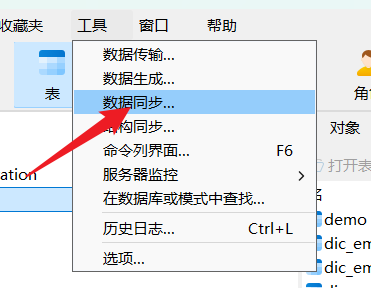 收藏夹 工具 窗口 帮助
表
数据传输...
数据生成...
数据同步...
结构同步...
命令列界面... F6
服务器监控
在数据库或模式中查找...
历史日志... Ctrl+L
选项...
ation
对象
打开表
名
demo
dic_em